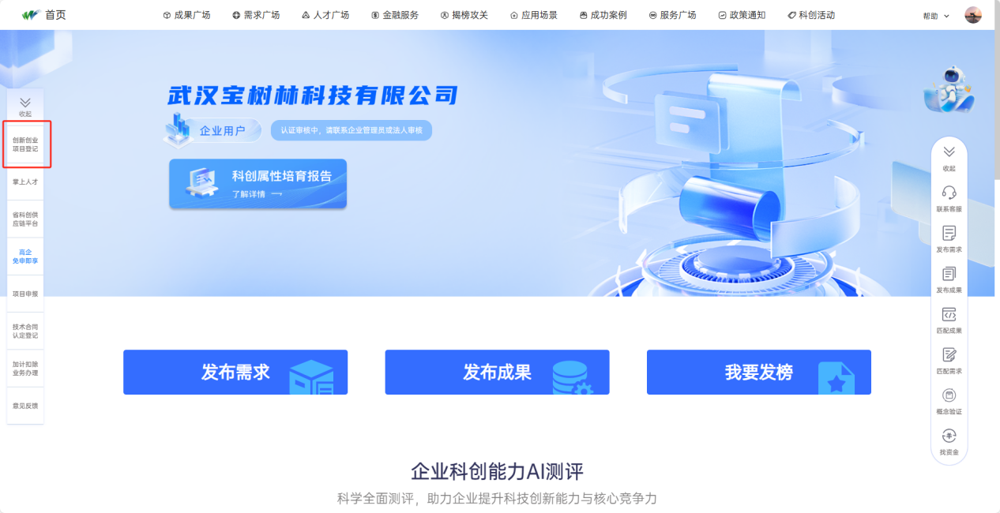 首页
成果广场
需求广场
人才广场
金融服务
揭榜攻关
应用场景
成功案例
服务广场
政策通知
科创活动
帮助
武汉宝树林科技有限公司
企业用户
认证审核中，请联系企业管理员或法人审核
科创属性培育报告
了解详情
收起
创新创业
项目登记
掌上人才
省科创供
应链平台
高企
免申即享
项目申报
技术合同
认定登记
加计扣除
业务办理
意见反馈
收起
联系客服
发布需求
发布成果
匹配成果
匹配需求
概念验证
找资金
发布需求
发布成果
我要发榜
企业科创能力AI测评
科学全面测评，助力企业提升科技创新能力与核心竞争力